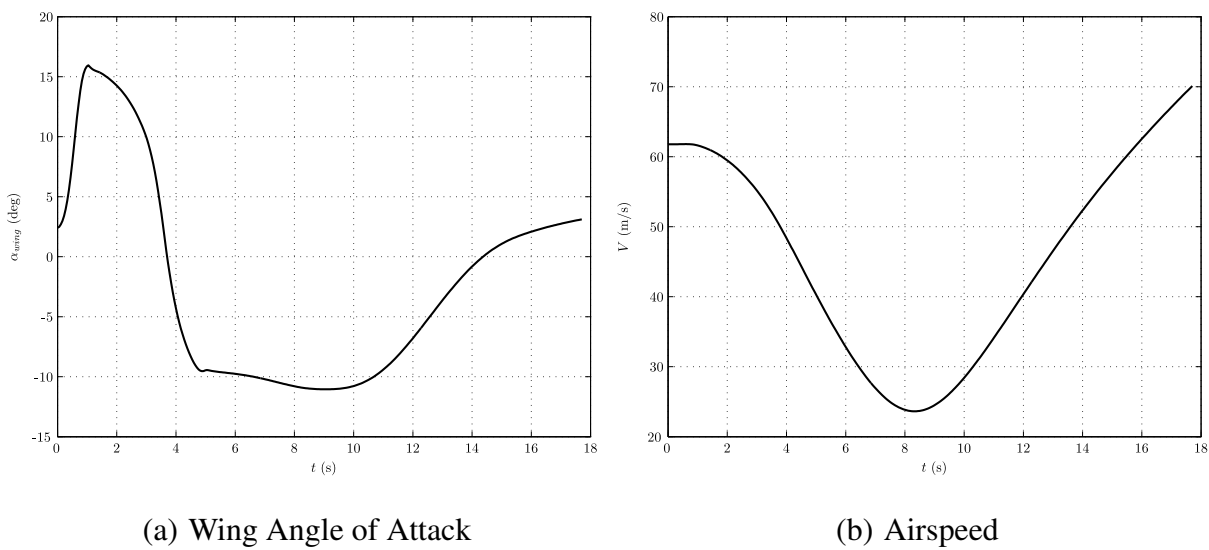 20
15
10
5
0
-5
-10
-15
α_wing (deg)
0 2 4 6 8 10 12 14 16 18
t (s)
(a) Wing Angle of Attack
80
70
60
50
40
30
20
V (m/s)
0 2 4 6 8 10 12 14 16 18
t (s)
(b) Airspeed